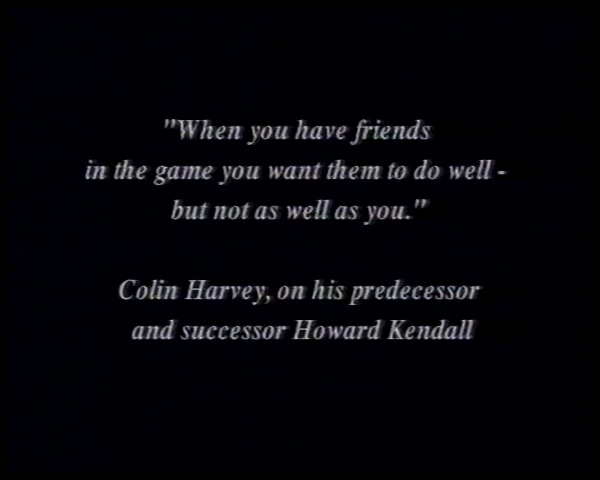 "When you have friends
in the game you want them to do well -
but not as well as you."
Colin Harvey, on his predecessor
and successor Howard Kendall